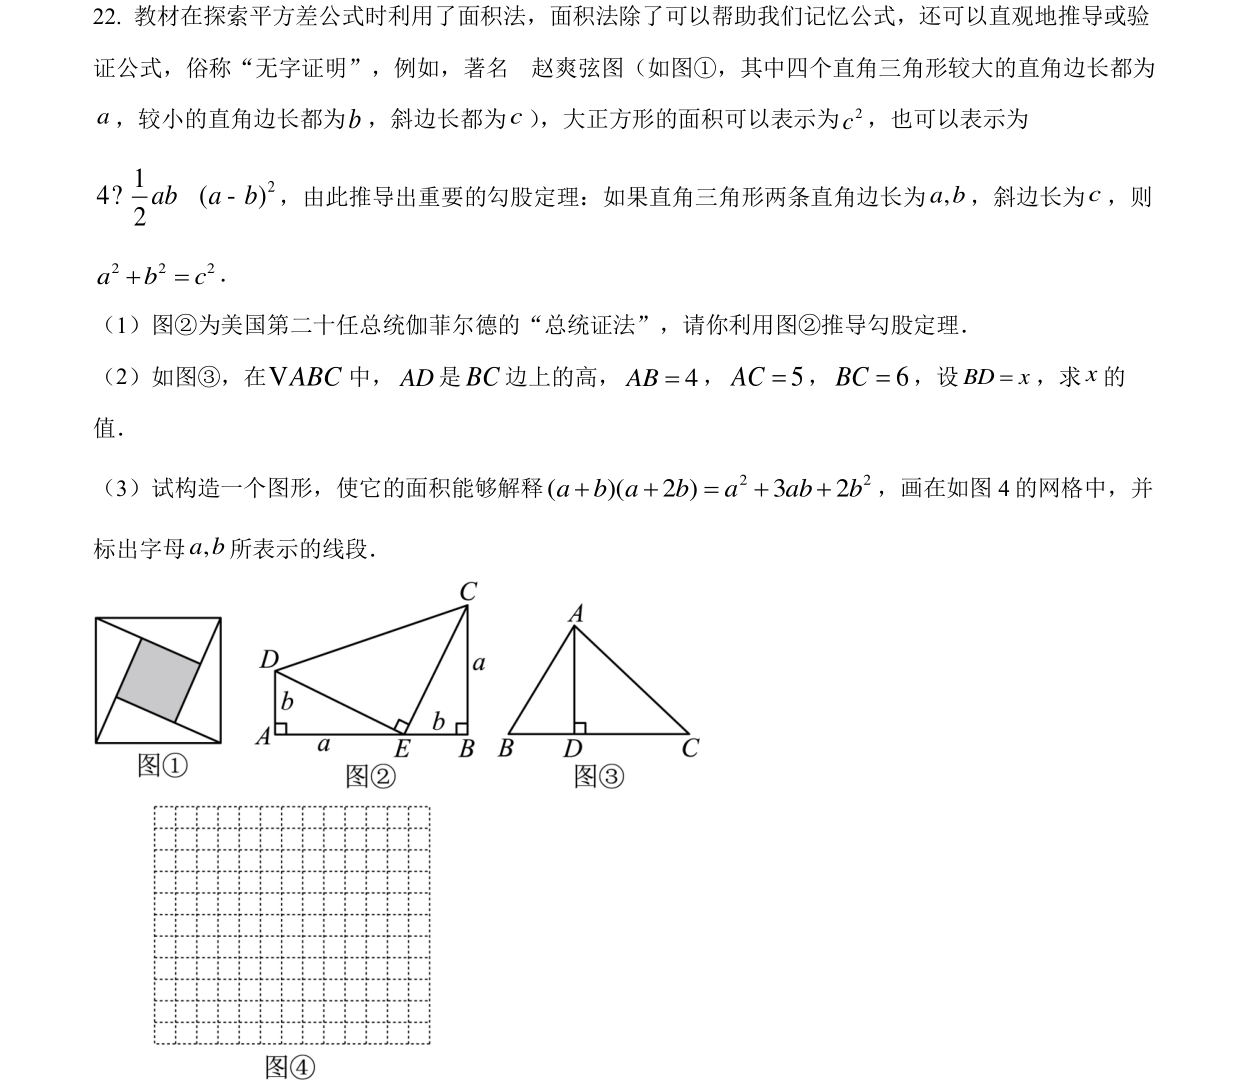 22. 教材在探索平方差公式时利用了面积法，面积法除了可以帮助我们记忆公式，还可以直观地推导或验
证公式，俗称“无字证明”，例如，著名 赵爽弦图（如图①，其中四个直角三角形较大的直角边长都为
a，较小的直角边长都为b，斜边长都为c），大正方形的面积可以表示为c²，也可以表示为
4? 1/2 ab (a - b)²，由此推导出重要的勾股定理：如果直角三角形两条直角边长为a,b，斜边长为c，则
a² + b² = c²．
（1）图②为美国第二十任总统伽菲尔德的“总统证法”，请你利用图②推导勾股定理．
（2）如图③，在VABC中，AD是BC边上的高，AB = 4，AC = 5，BC = 6，设BD = x，求x的
值．
（3）试构造一个图形，使它的面积能够解释(a + b)(a + 2b) = a² + 3ab + 2b²，画在如图4的网格中，并
标出字母a,b所表示的线段．
C
D
a
b
b
A
a
E
B
图②
A
B
D
C
图③
图①
图④